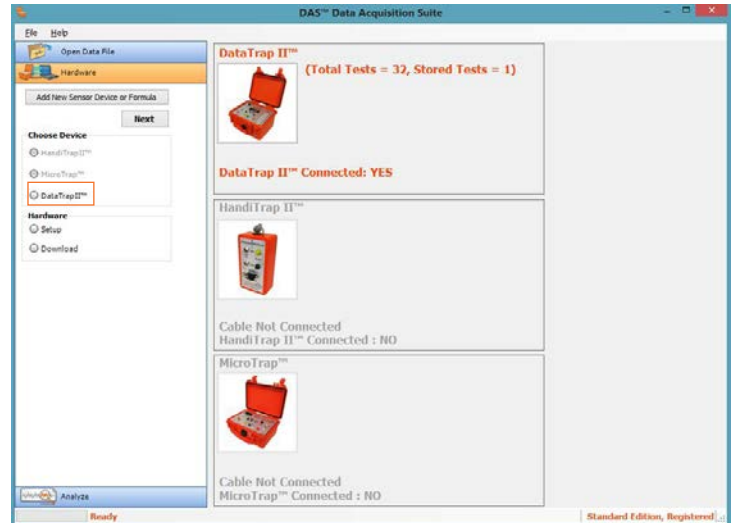 DAS™ Data Acquisition Suite
File Help
Open Data File
Hardware
Add New Sensor Device or Formula
Next
Choose Device
HandiTrapII™
MicroTrap™
DataTrapII™
Hardware
Setup
Download
Analyze
DataTrap II™
(Total Tests = 32, Stored Tests = 1)
DataTrap II™ Connected: YES
HandiTrap II™
Cable Not Connected
HandiTrap II™ Connected : NO
MicroTrap™
Cable Not Connected
MicroTrap™ Connected : NO
Ready
Standard Edition, Registered